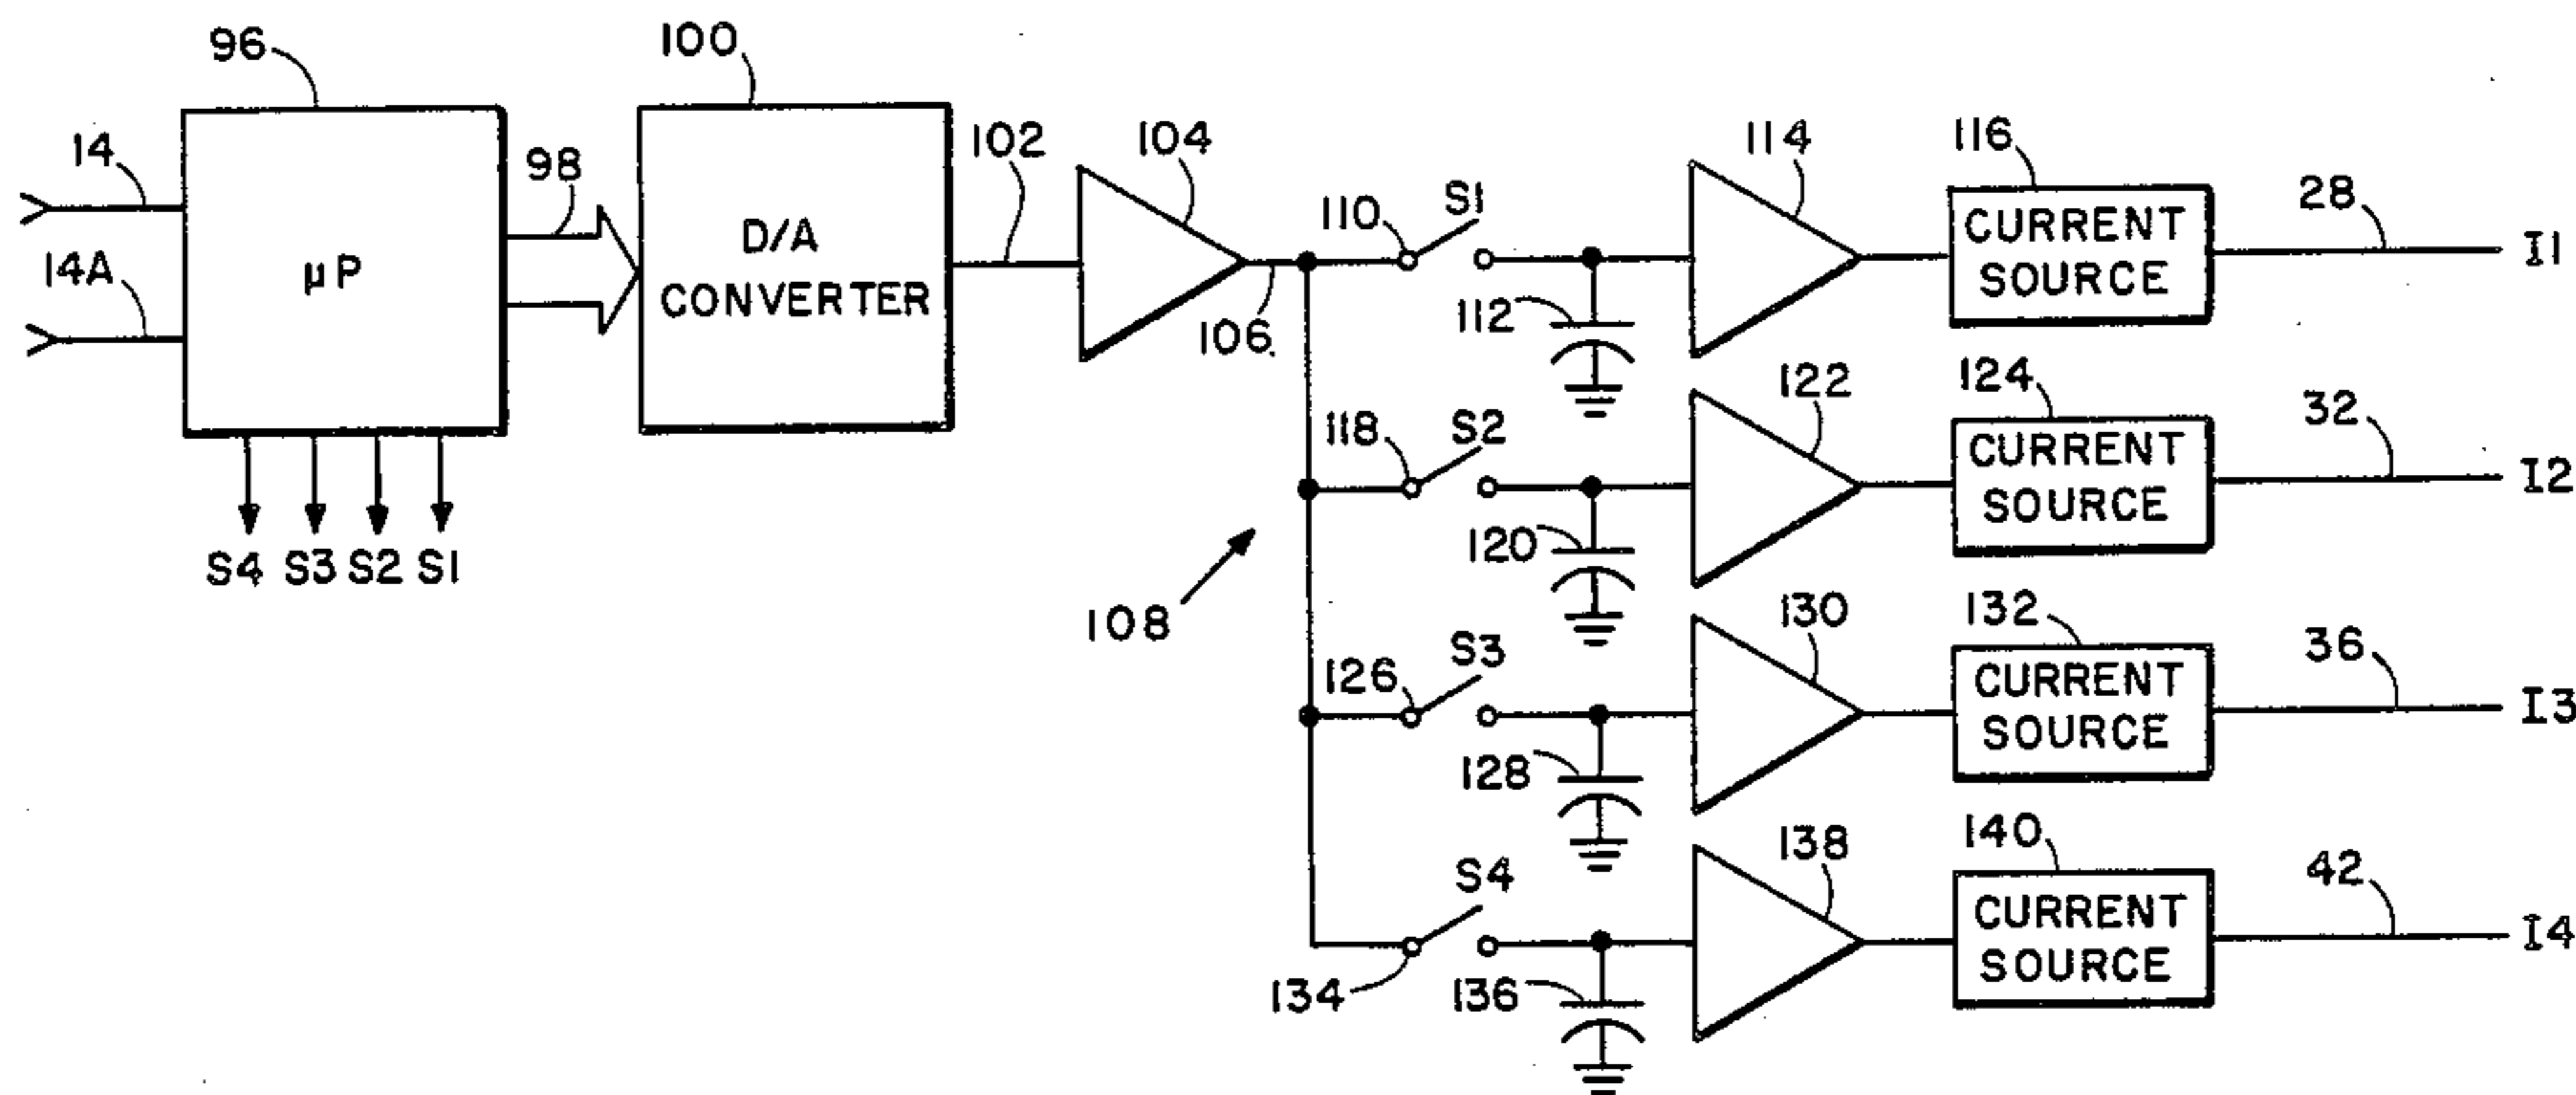 96
100
14
98
102
104
S1
110
114
116
28
μP
D/A
CONVERTER
CURRENT
SOURCE
I1
14A
106
112
S4 S3 S2 S1
108
118
S2
120
122
124
CURRENT
SOURCE
32
I2
126
S3
128
130
132
CURRENT
SOURCE
36
I3
134
S4
136
138
140
CURRENT
SOURCE
42
I4